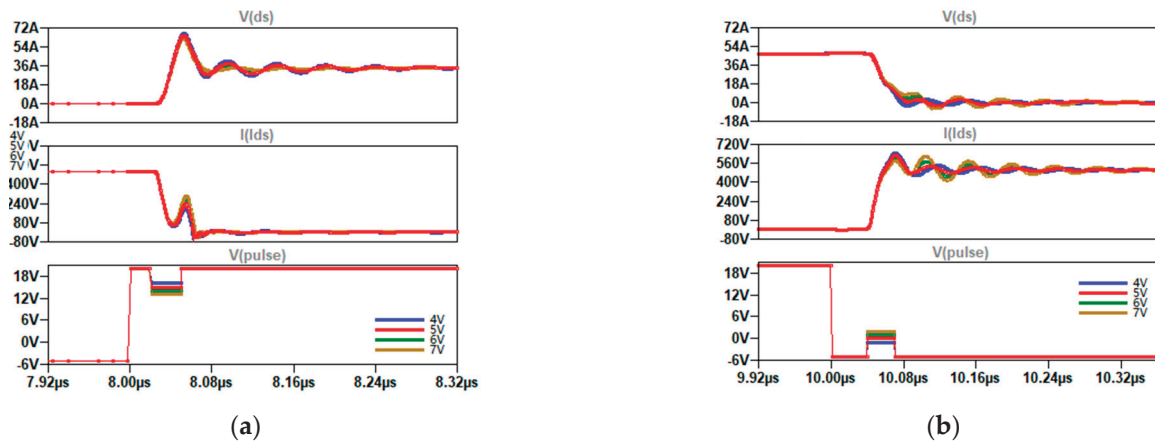 V(ds)
72A
54A
36A
18A
0A
-18A
I(Ids)
4V
5V
6V
7V
400V
240V
80V
-80V
V(pulse)
18V
12V
6V
0V
-6V
4V
5V
6V
7V
7.92µs 8.00µs 8.08µs 8.16µs 8.24µs 8.32µs
(a)
V(ds)
72A
54A
36A
18A
0A
-18A
I(Ids)
720V
560V
400V
240V
80V
-80V
V(pulse)
18V
12V
6V
0V
-6V
4V
5V
6V
7V
9.92µs 10.00µs 10.08µs 10.16µs 10.24µs 10.32µs
(b)